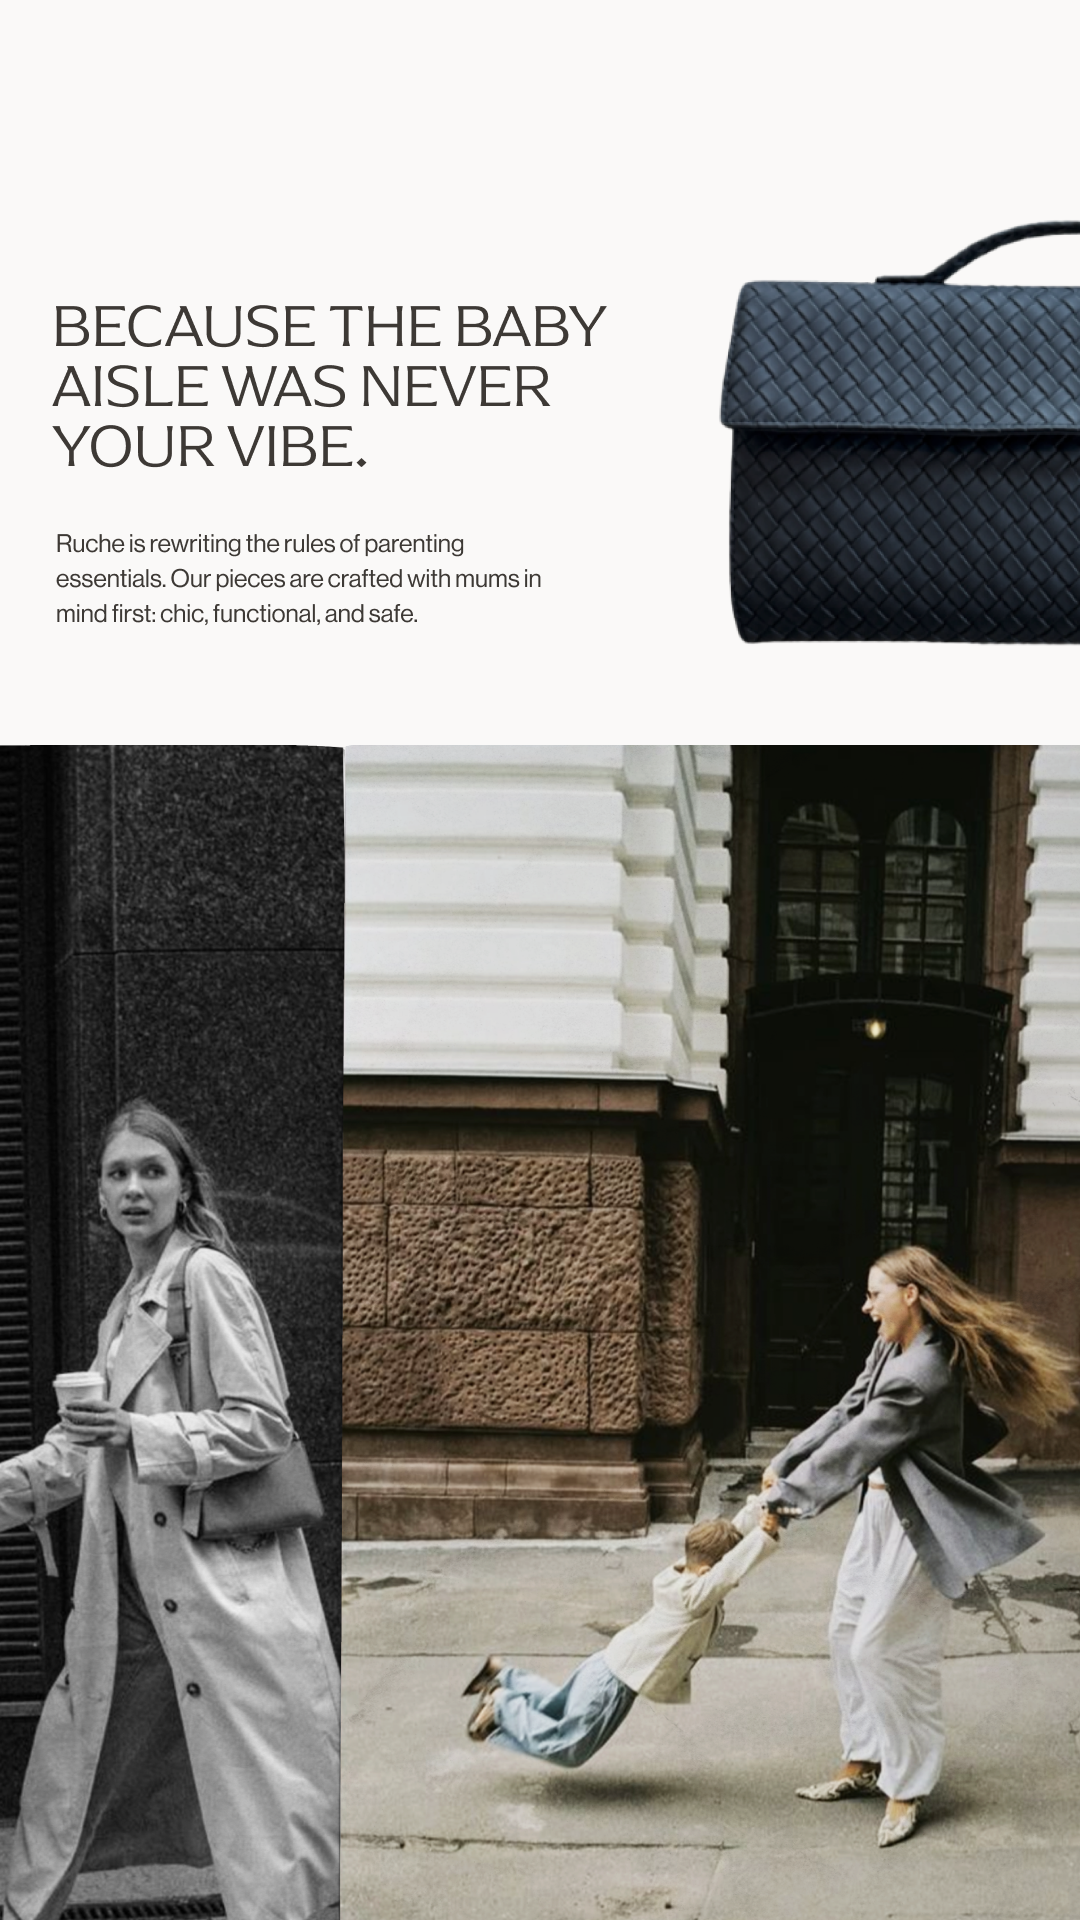 BECAUSE THE BABY
AISLE WAS NEVER
YOUR VIBE.
Ruche is rewriting the rules of parenting
essentials. Our pieces are crafted with mums in
mind first: chic, functional, and safe.